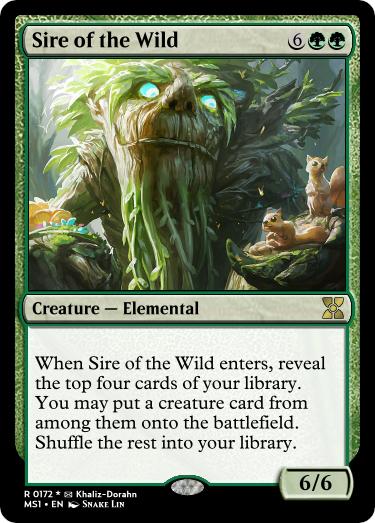 Sire of the Wild 6
Creature — Elemental
When Sire of the Wild enters, reveal
the top four cards of your library.
You may put a creature card from
among them onto the battlefield.
Shuffle the rest into your library.
6/6
R 0172 * Khaliz-Dorahn
MS1 • EN Snake Lin